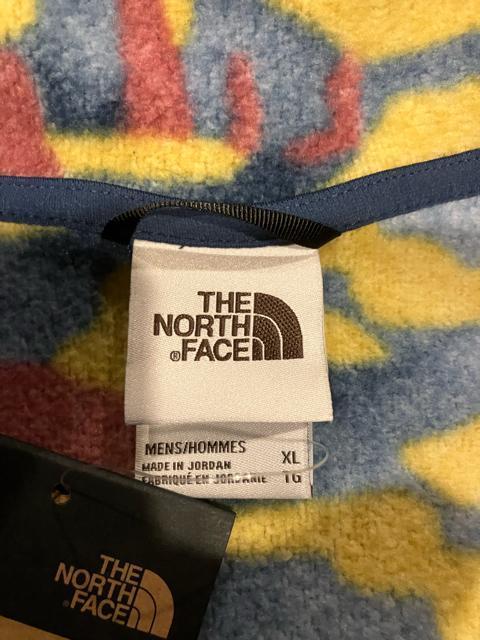 THE
NORTH
®FACE
MENS/HOMMES XL
MADE IN JORDAN
FABRIQUÉ EN JORDANIE TG
THE
NORTH
FACE